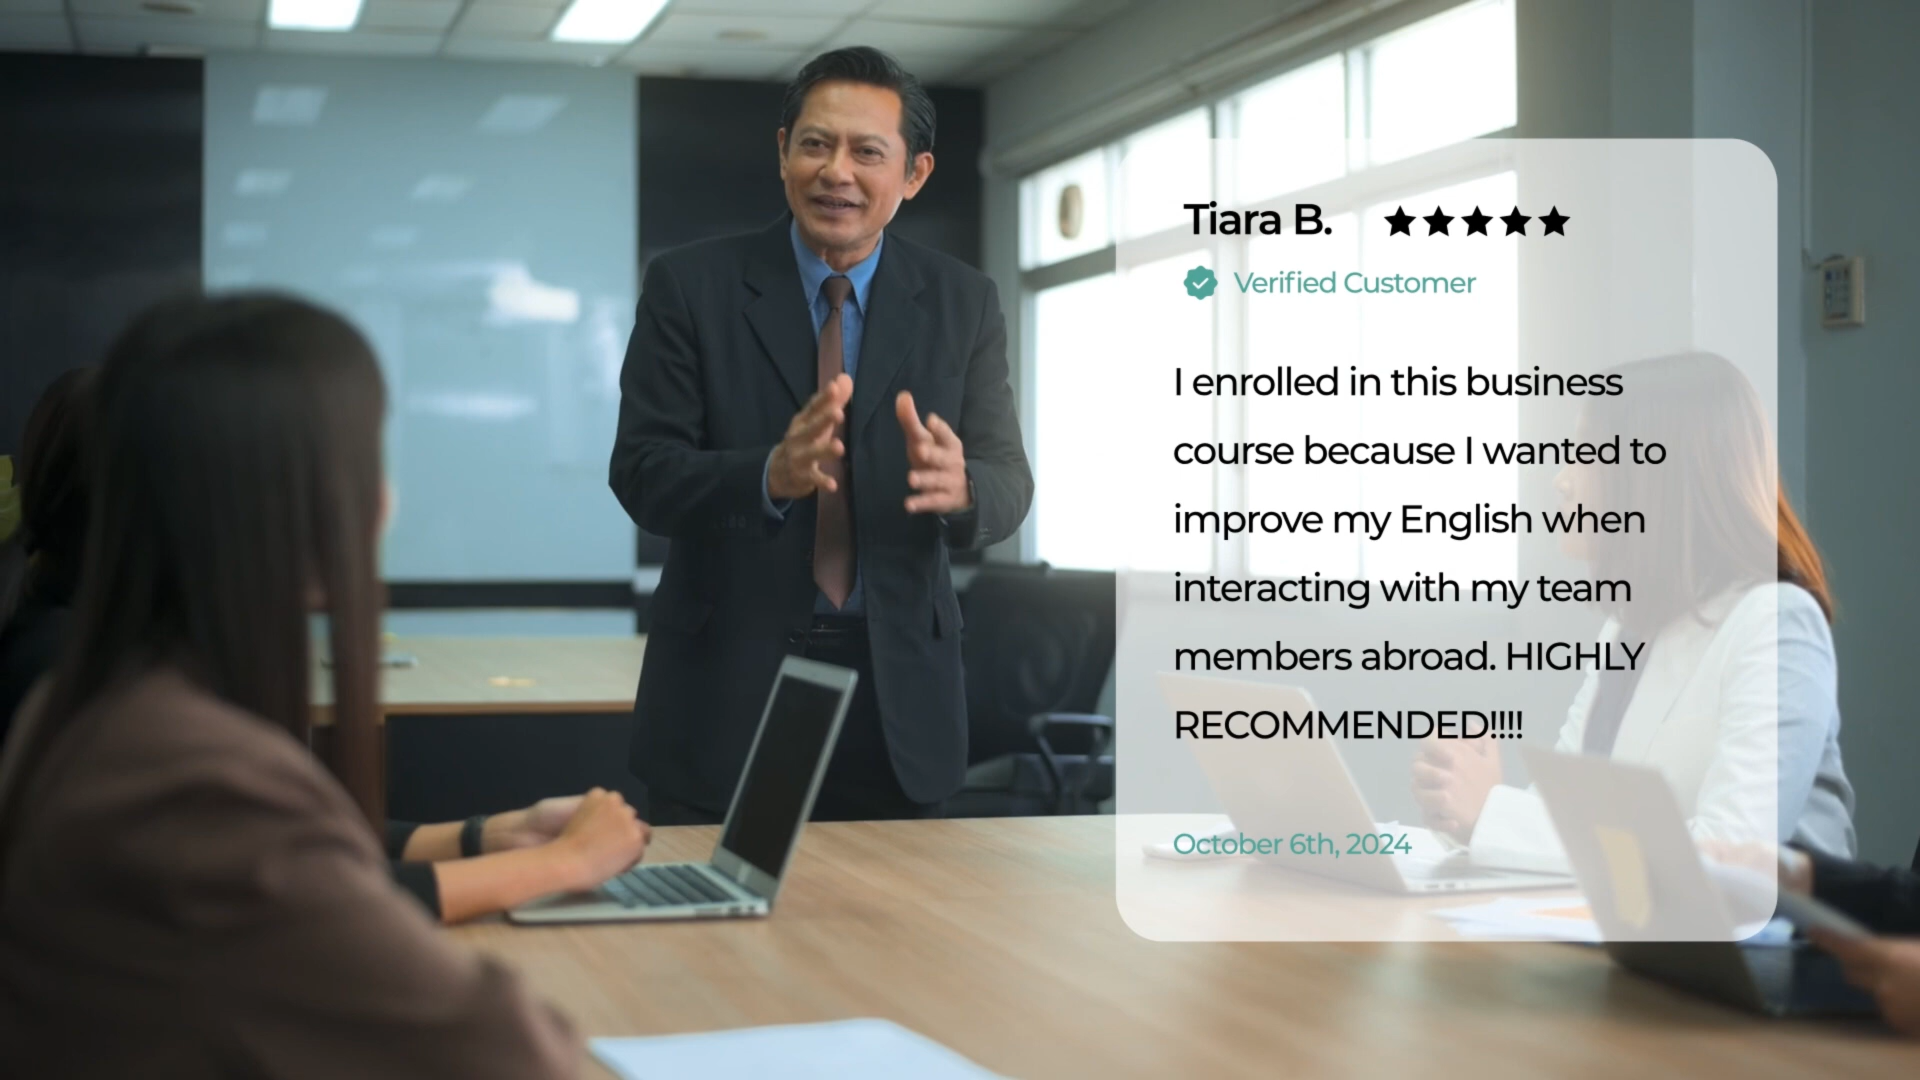 Tiara B. ★★★★★
Verified Customer
I enrolled in this business
course because I wanted to
improve my English when
interacting with my team
members abroad. HIGHLY
RECOMMENDED!!!!
October 6th, 2024